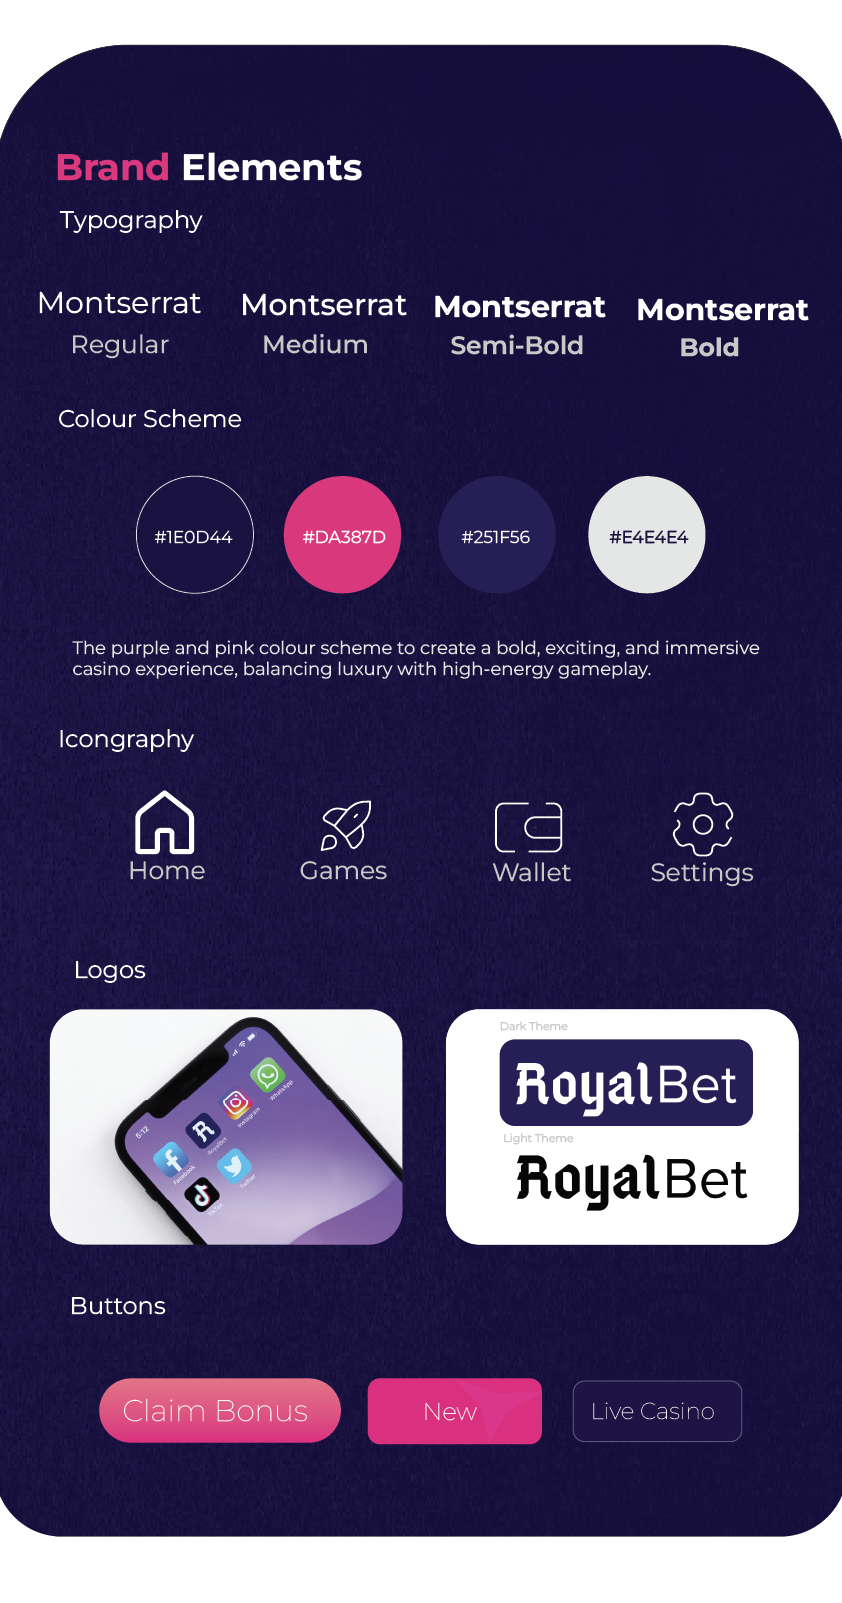 Brand Elements
Typography
Montserrat
Regular
Montserrat
Medium
Montserrat
Semi-Bold
Montserrat
Bold
Colour Scheme
#1E0D44
#DA387D
#251F56
#E4E4E4
The purple and pink colour scheme to create a bold, exciting, and immersive
casino experience, balancing luxury with high-energy gameplay.
Icongraphy
Home
Games
Wallet
Settings
Logos
5:12
Facebook
RoyalBet
Instagram
WhatsApp
TikTok
Twitter
Dark Theme
RoyalBet
Light Theme
RoyalBet
Buttons
Claim Bonus
New
Live Casino